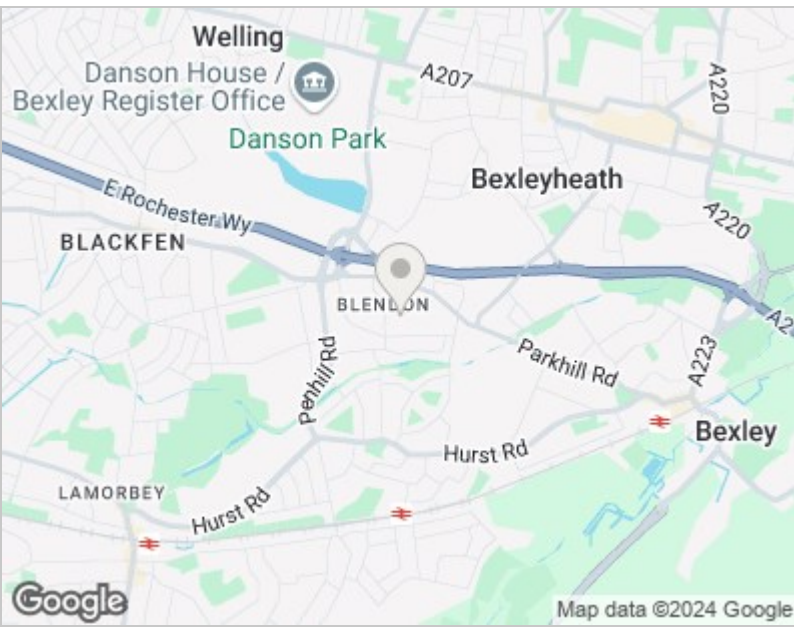 Welling
Danson House /
Bexley Register Office
A207
A220
Danson Park
Bexleyheath
E Rochester Wy
A220
BLACKFEN
BLENDON
A2
Penhill Rd
Parkhill Rd
A223
Bexley
Hurst Rd
LAMORBEY
Hurst Rd
Google
Map data ©2024 Google